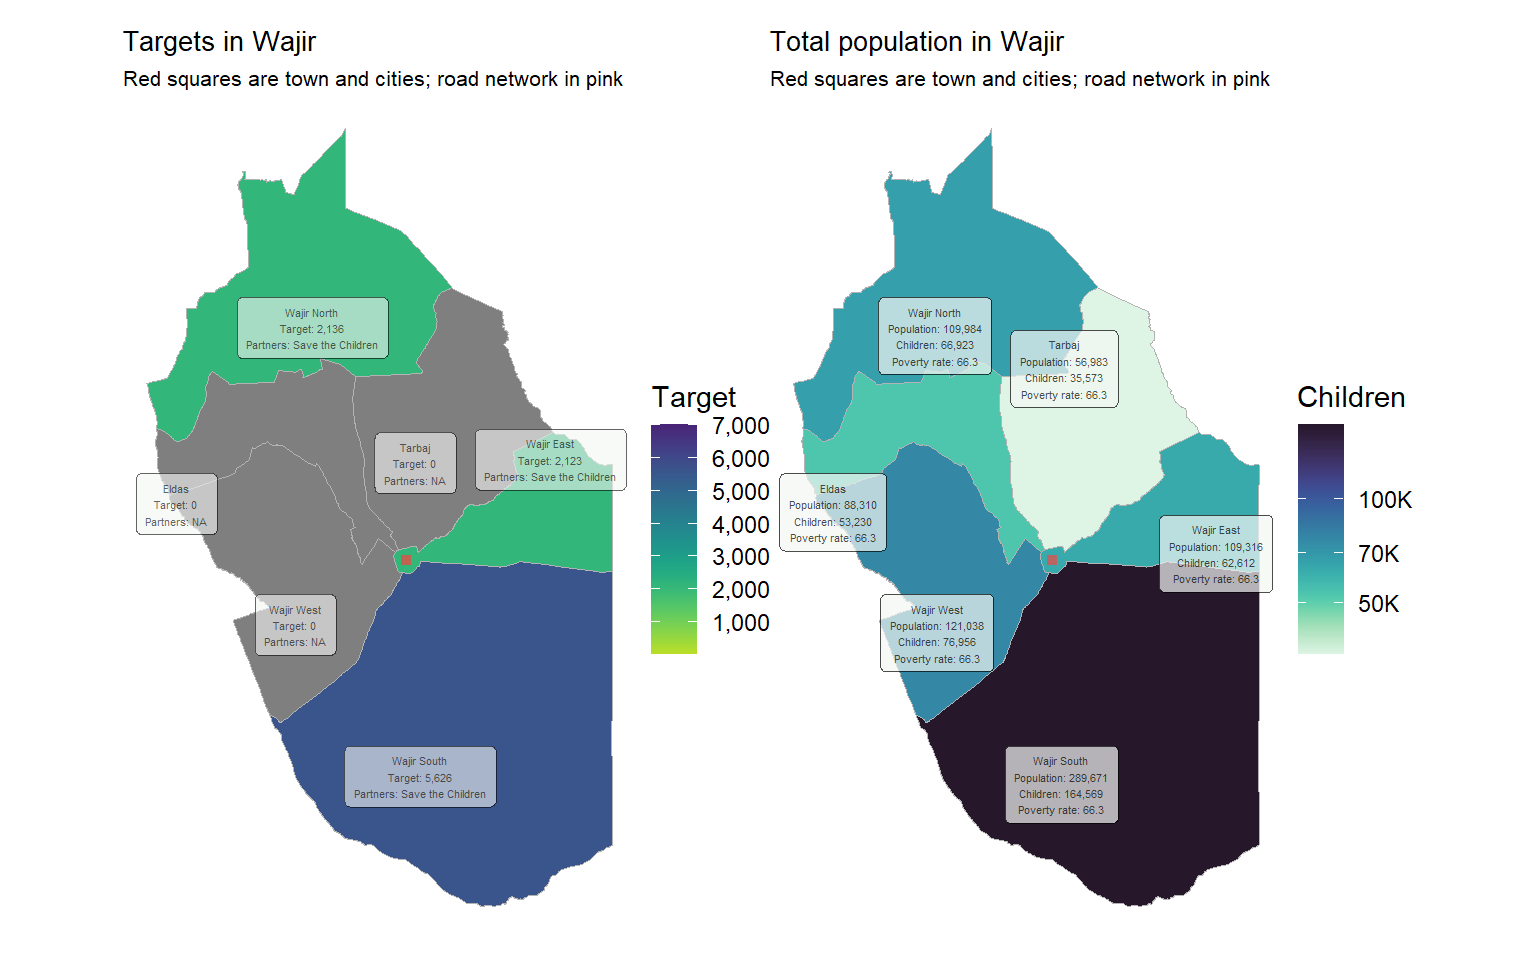 Targets in Wajir
Red squares are town and cities; road network in pink
Wajir North
Target: 2,136
Partners: Save the Children
Tarbaj
Target: 0
Partners: NA
Wajir East
Target: 2,123
Partners: Save the Children
Eldas
Target: 0
Partners: NA
Wajir West
Target: 0
Partners: NA
Wajir South
Target: 5,626
Partners: Save the Children
Target
7,000
6,000
5,000
4,000
3,000
2,000
1,000
Total population in Wajir
Red squares are town and cities; road network in pink
Wajir North
Population: 109,984
Children: 66,923
Poverty rate: 66.3
Tarbaj
Population: 56,983
Children: 35,573
Poverty rate: 66.3
Eldas
Population: 88,310
Children: 53,230
Poverty rate: 66.3
Wajir East
Population: 109,316
Children: 62,612
Poverty rate: 66.3
Wajir West
Population: 121,038
Children: 76,956
Poverty rate: 66.3
Wajir South
Population: 289,671
Children: 164,569
Poverty rate: 66.3
Children
100K
70K
50K